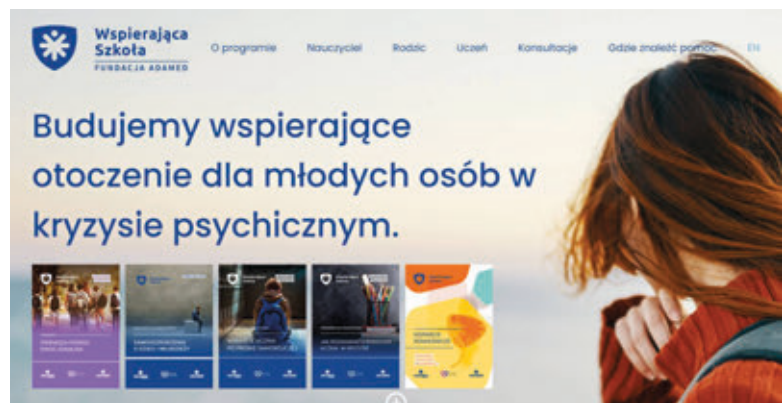 Wspierająca
Szkoła
FUNDACJA ADAMED
O programie Nauczyciel Rodzic Uczeń Konsultacje Gdzie znaleźć pomoc EN
Budujemy wspierające
otoczenie dla młodych osób w
kryzysie psychicznym.